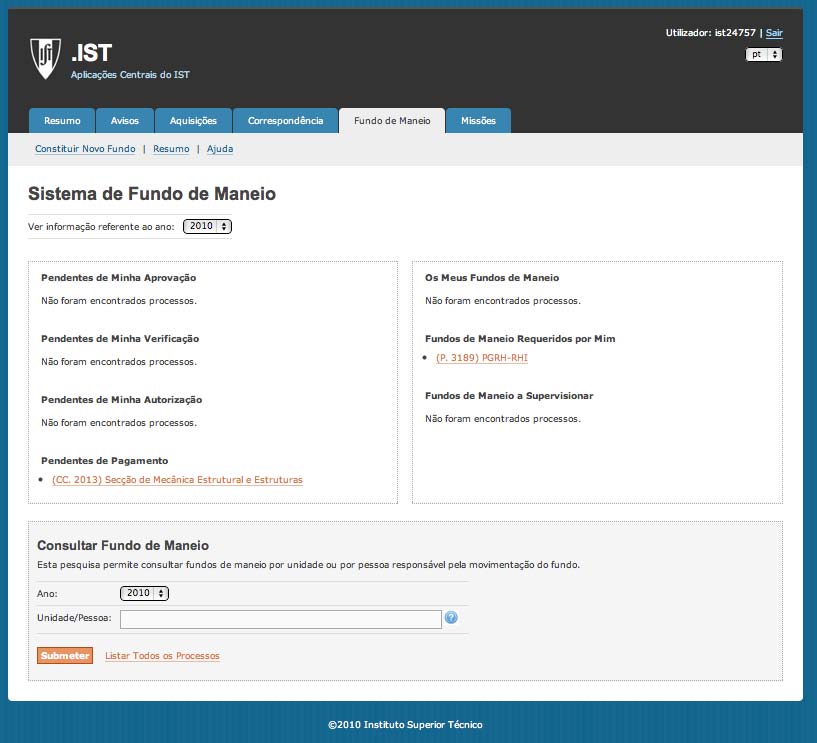 Utilizador: ist24757 | Sair
pt
.IST
Aplicações Centrais do IST
Resumo
Avisos
Aquisições
Correspondência
Fundo de Maneio
Missões
Constituir Novo Fundo | Resumo | Ajuda
Sistema de Fundo de Maneio
Ver informação referente ao ano: 2010
Pendentes de Minha Aprovação
Não foram encontrados processos.
Pendentes de Minha Verificação
Não foram encontrados processos.
Pendentes de Minha Autorização
Não foram encontrados processos.
Pendentes de Pagamento
(CC. 2013) Secção de Mecânica Estrutural e Estruturas
Os Meus Fundos de Maneio
Não foram encontrados processos.
Fundos de Maneio Requeridos por Mim
(P. 3189) PGRH-RHI
Fundos de Maneio a Supervisionar
Não foram encontrados processos.
Consultar Fundo de Maneio
Esta pesquisa permite consultar fundos de maneio por unidade ou por pessoa responsável pela movimentação do fundo.
Ano: 2010
Unidade/Pessoa: ?
Submeter Listar Todos os Processos
©2010 Instituto Superior Técnico